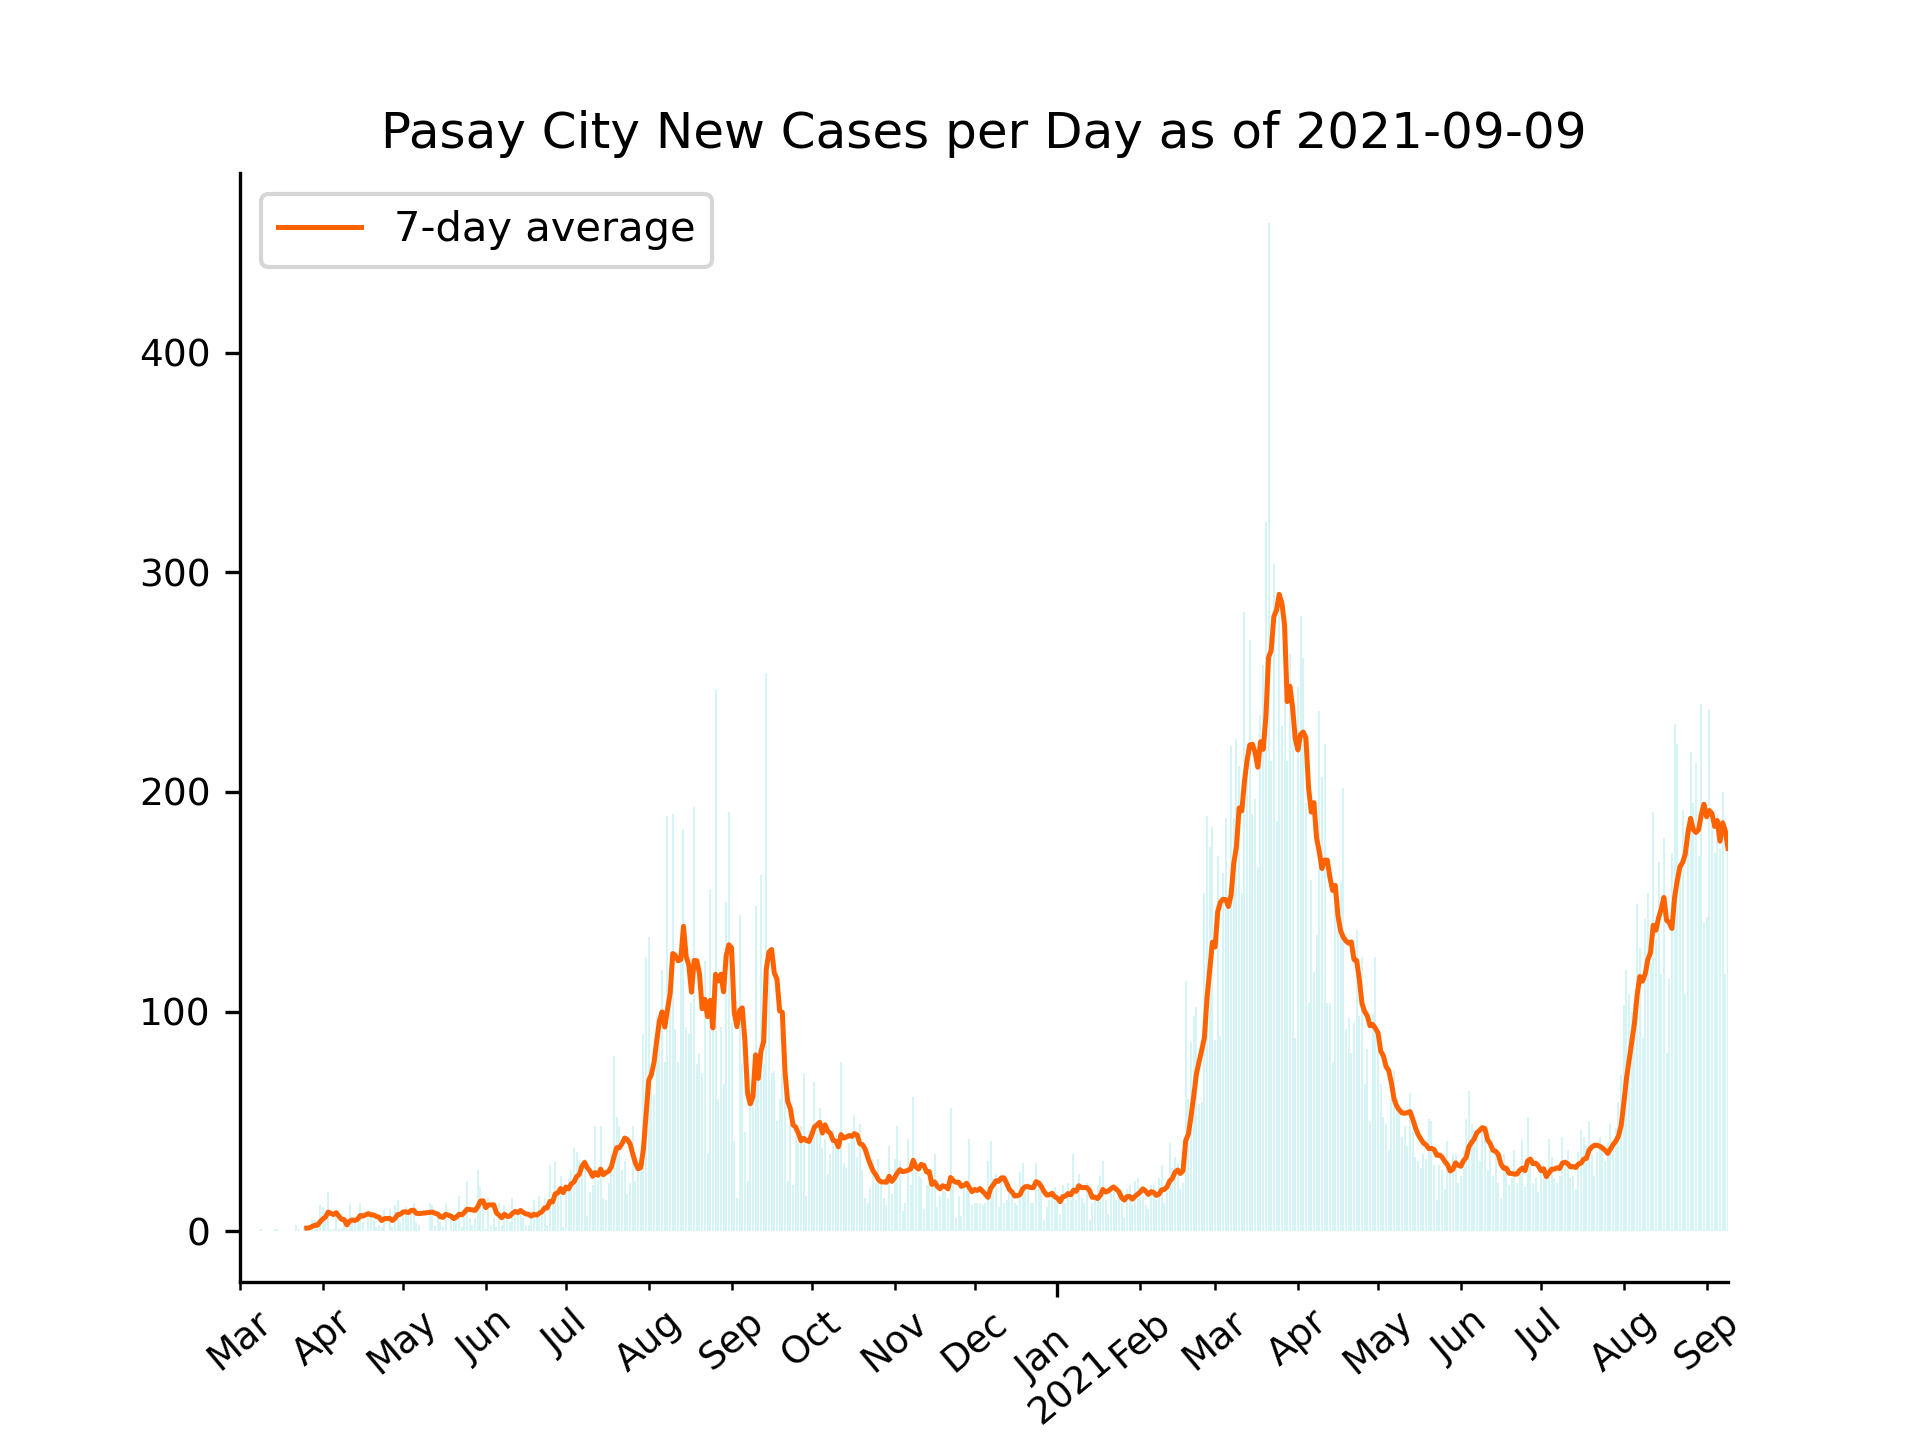 Pasay City New Cases per Day as of 2021-09-09
7-day average
400
300
200
100
0
Mar Apr May Jun Jul Aug Sep Oct Nov Dec Jan Feb Mar Apr May Jun Jul Aug Sep
2021